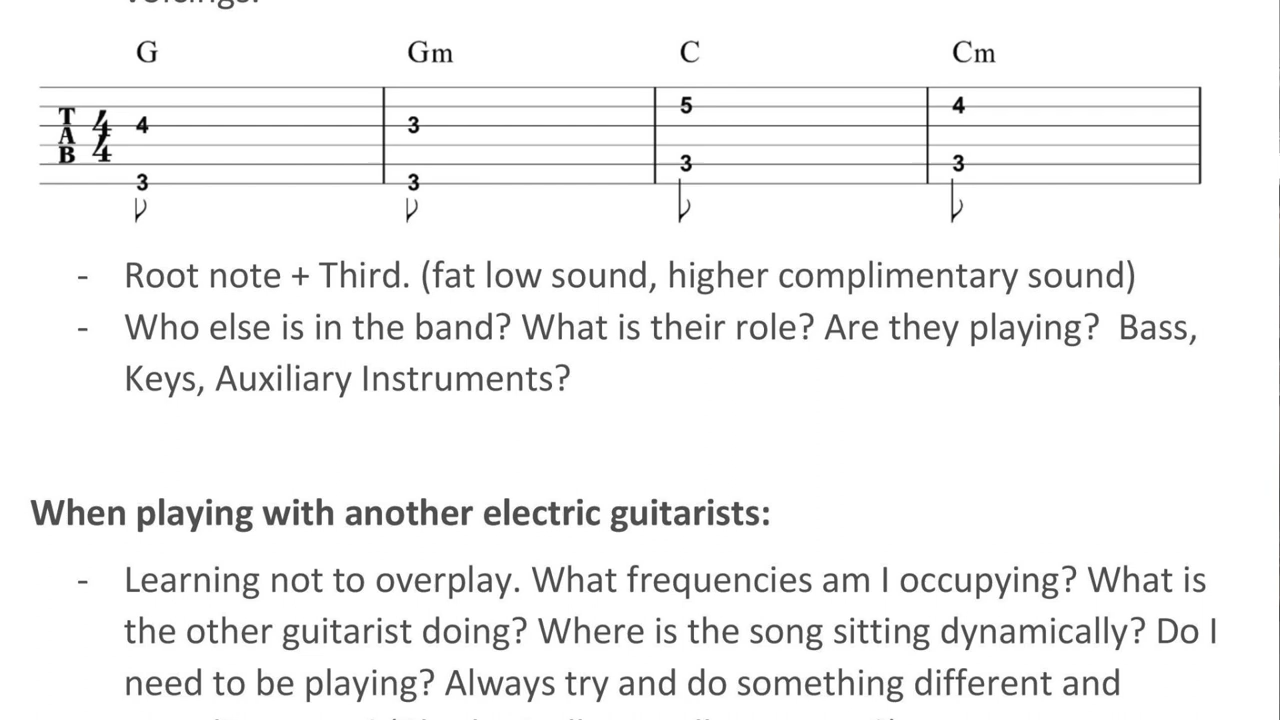 voicings.
G Gm C Cm
T A B 4 4
5 4
4 3
3 3
3 3
- Root note + Third. (fat low sound, higher complimentary sound)
- Who else is in the band? What is their role? Are they playing? Bass,
Keys, Auxiliary Instruments?
When playing with another electric guitarists:
- Learning not to overplay. What frequencies am I occupying? What is
the other guitarist doing? Where is the song sitting dynamically? Do I
need to be playing? Always try and do something different and